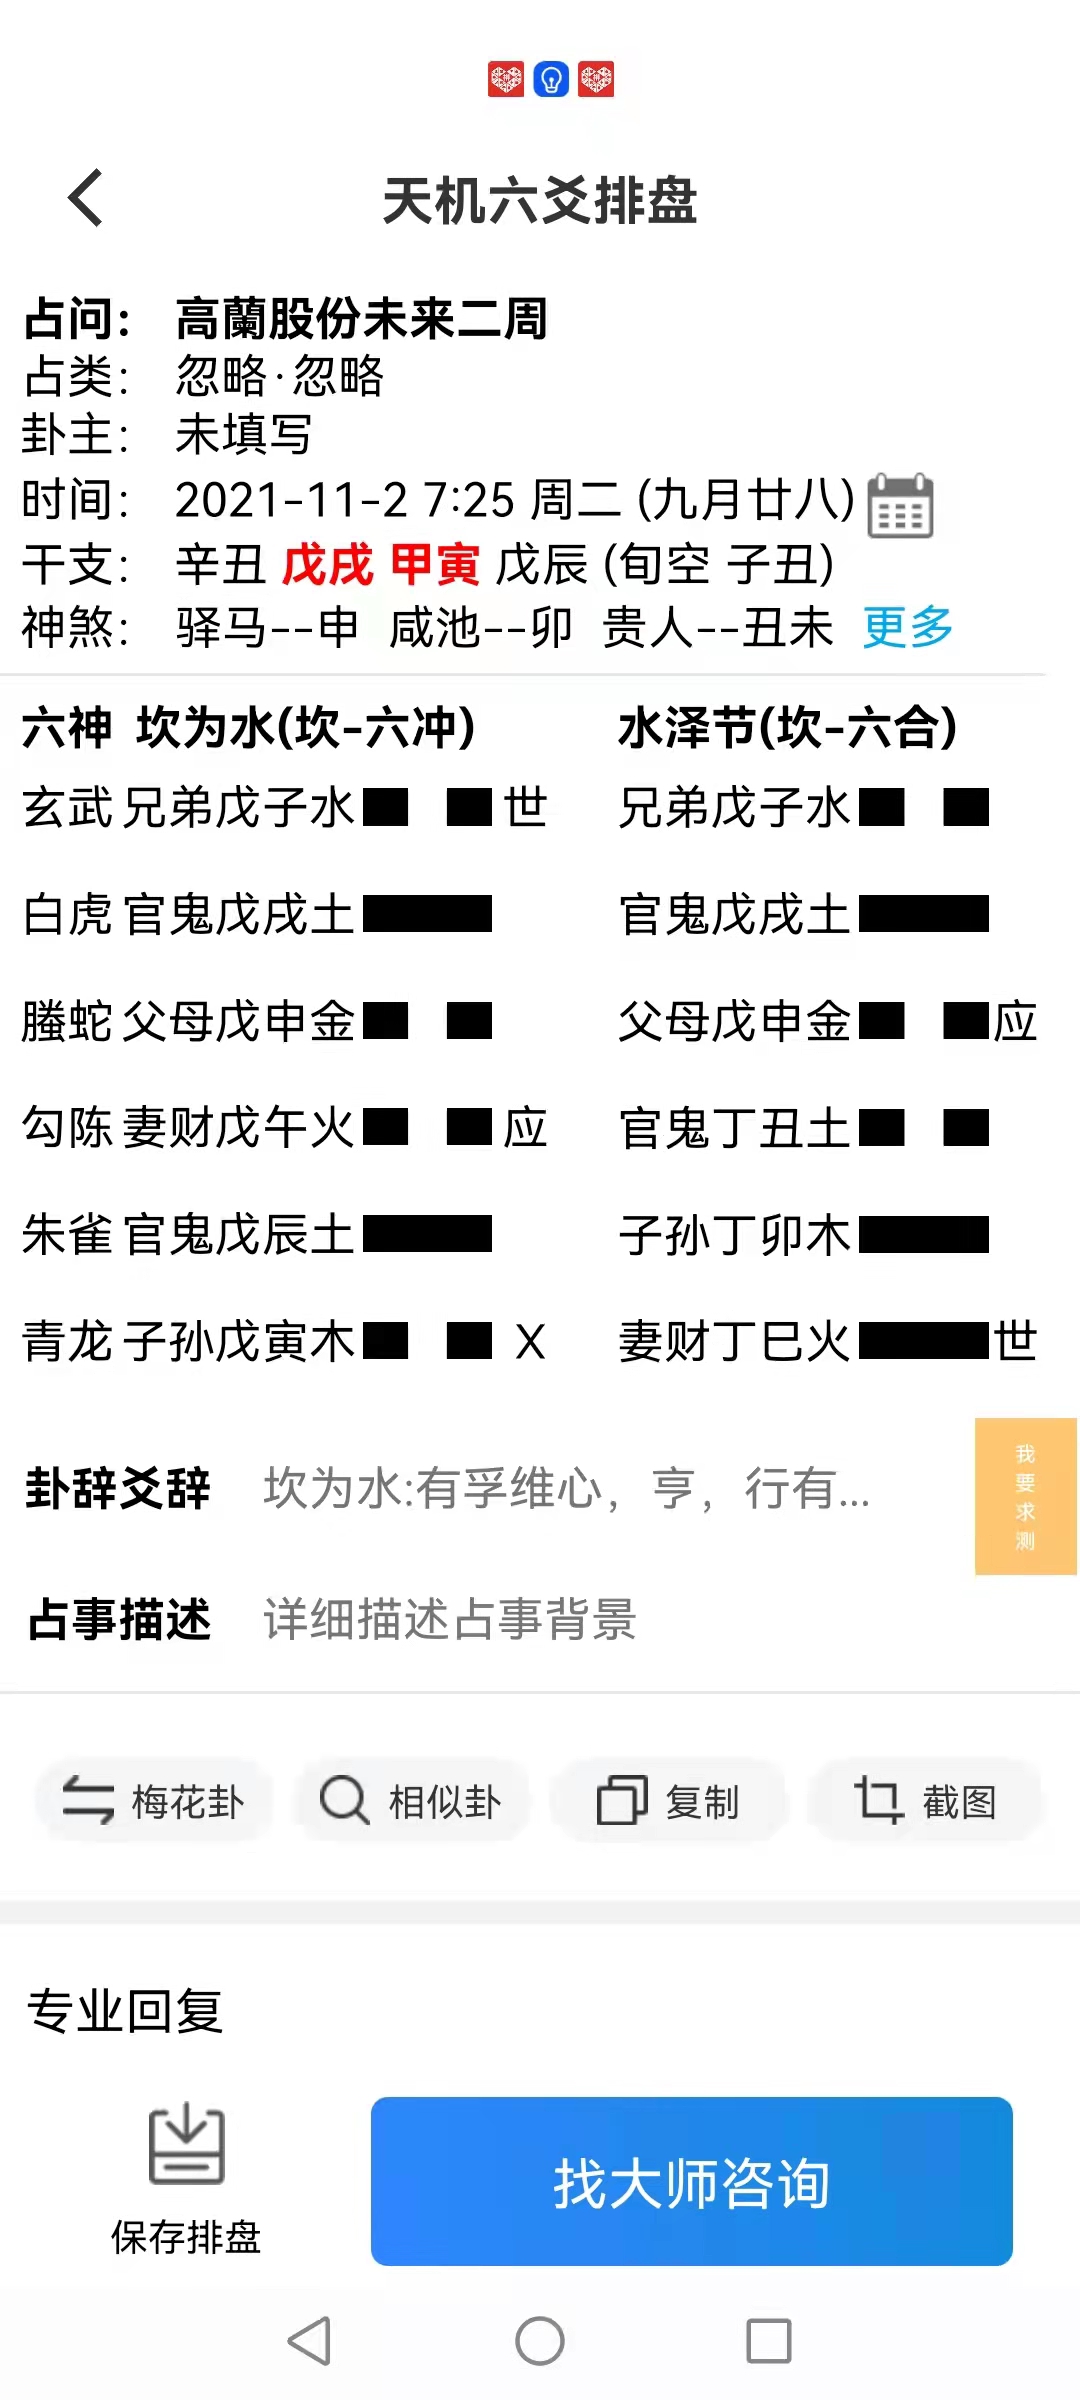 天机六爻排盘
占问： 高蘭股份未来二周
占类： 忽略·忽略
卦主： 未填写
时间： 2021-11-2 7:25 周二 (九月廿八)
干支： 辛丑 戊戌 甲寅 戊辰 (旬空 子丑)
神煞： 驿马--申 咸池--卯 贵人--丑未 更多
六神 坎为水(坎-六冲) 水泽节(坎-六合)
玄武 兄弟戊子水 世 兄弟戊子水
白虎 官鬼戊戌土 官鬼戊戌土
螣蛇 父母戊申金 父母戊申金 应
勾陈 妻财戊午火 应 官鬼丁丑土
朱雀 官鬼戊辰土 子孙丁卯木
青龙 子孙戊寅木 X 妻财丁巳火 世
我要求测
卦辞爻辞 坎为水:有孚维心，亨，行有...
占事描述 详细描述占事背景
梅花卦 相似卦 复制 截图
专业回复
保存排盘
找大师咨询